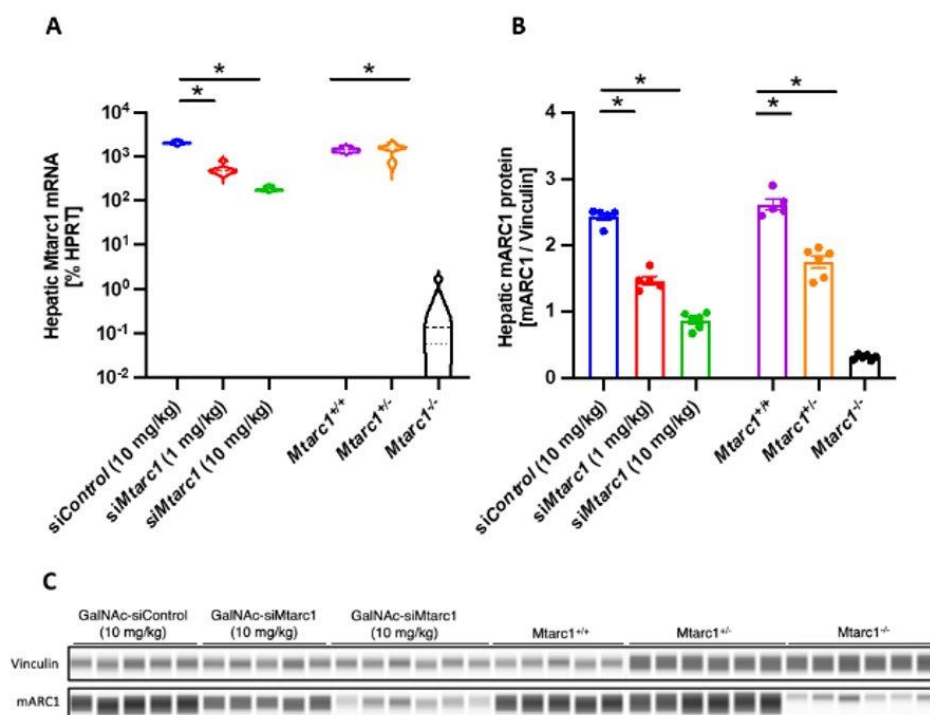 A
B
Hepatic Mtarc1 mRNA
[% HPRT]
10⁴
10³
10²
10¹
10⁰
10⁻¹
10⁻²
*
*
*
siControl (10 mg/kg)
siMtarc1 (1 mg/kg)
siMtarc1 (10 mg/kg)
Mtarc1⁺/⁺
Mtarc1⁺/⁻
Mtarc1⁻/⁻
Hepatic mARC1 protein
[mARC1 / Vinculin]
4
3
2
1
0
*
*
*
*
siControl (10 mg/kg)
siMtarc1 (1 mg/kg)
siMtarc1 (10 mg/kg)
Mtarc1⁺/⁺
Mtarc1⁺/⁻
Mtarc1⁻/⁻
C
GalNAc-siControl
(10 mg/kg)
GalNAc-siMtarc1
(10 mg/kg)
GalNAc-siMtarc1
(10 mg/kg)
Mtarc1⁺/⁺
Mtarc1⁺/⁻
Mtarc1⁻/⁻
Vinculin
mARC1